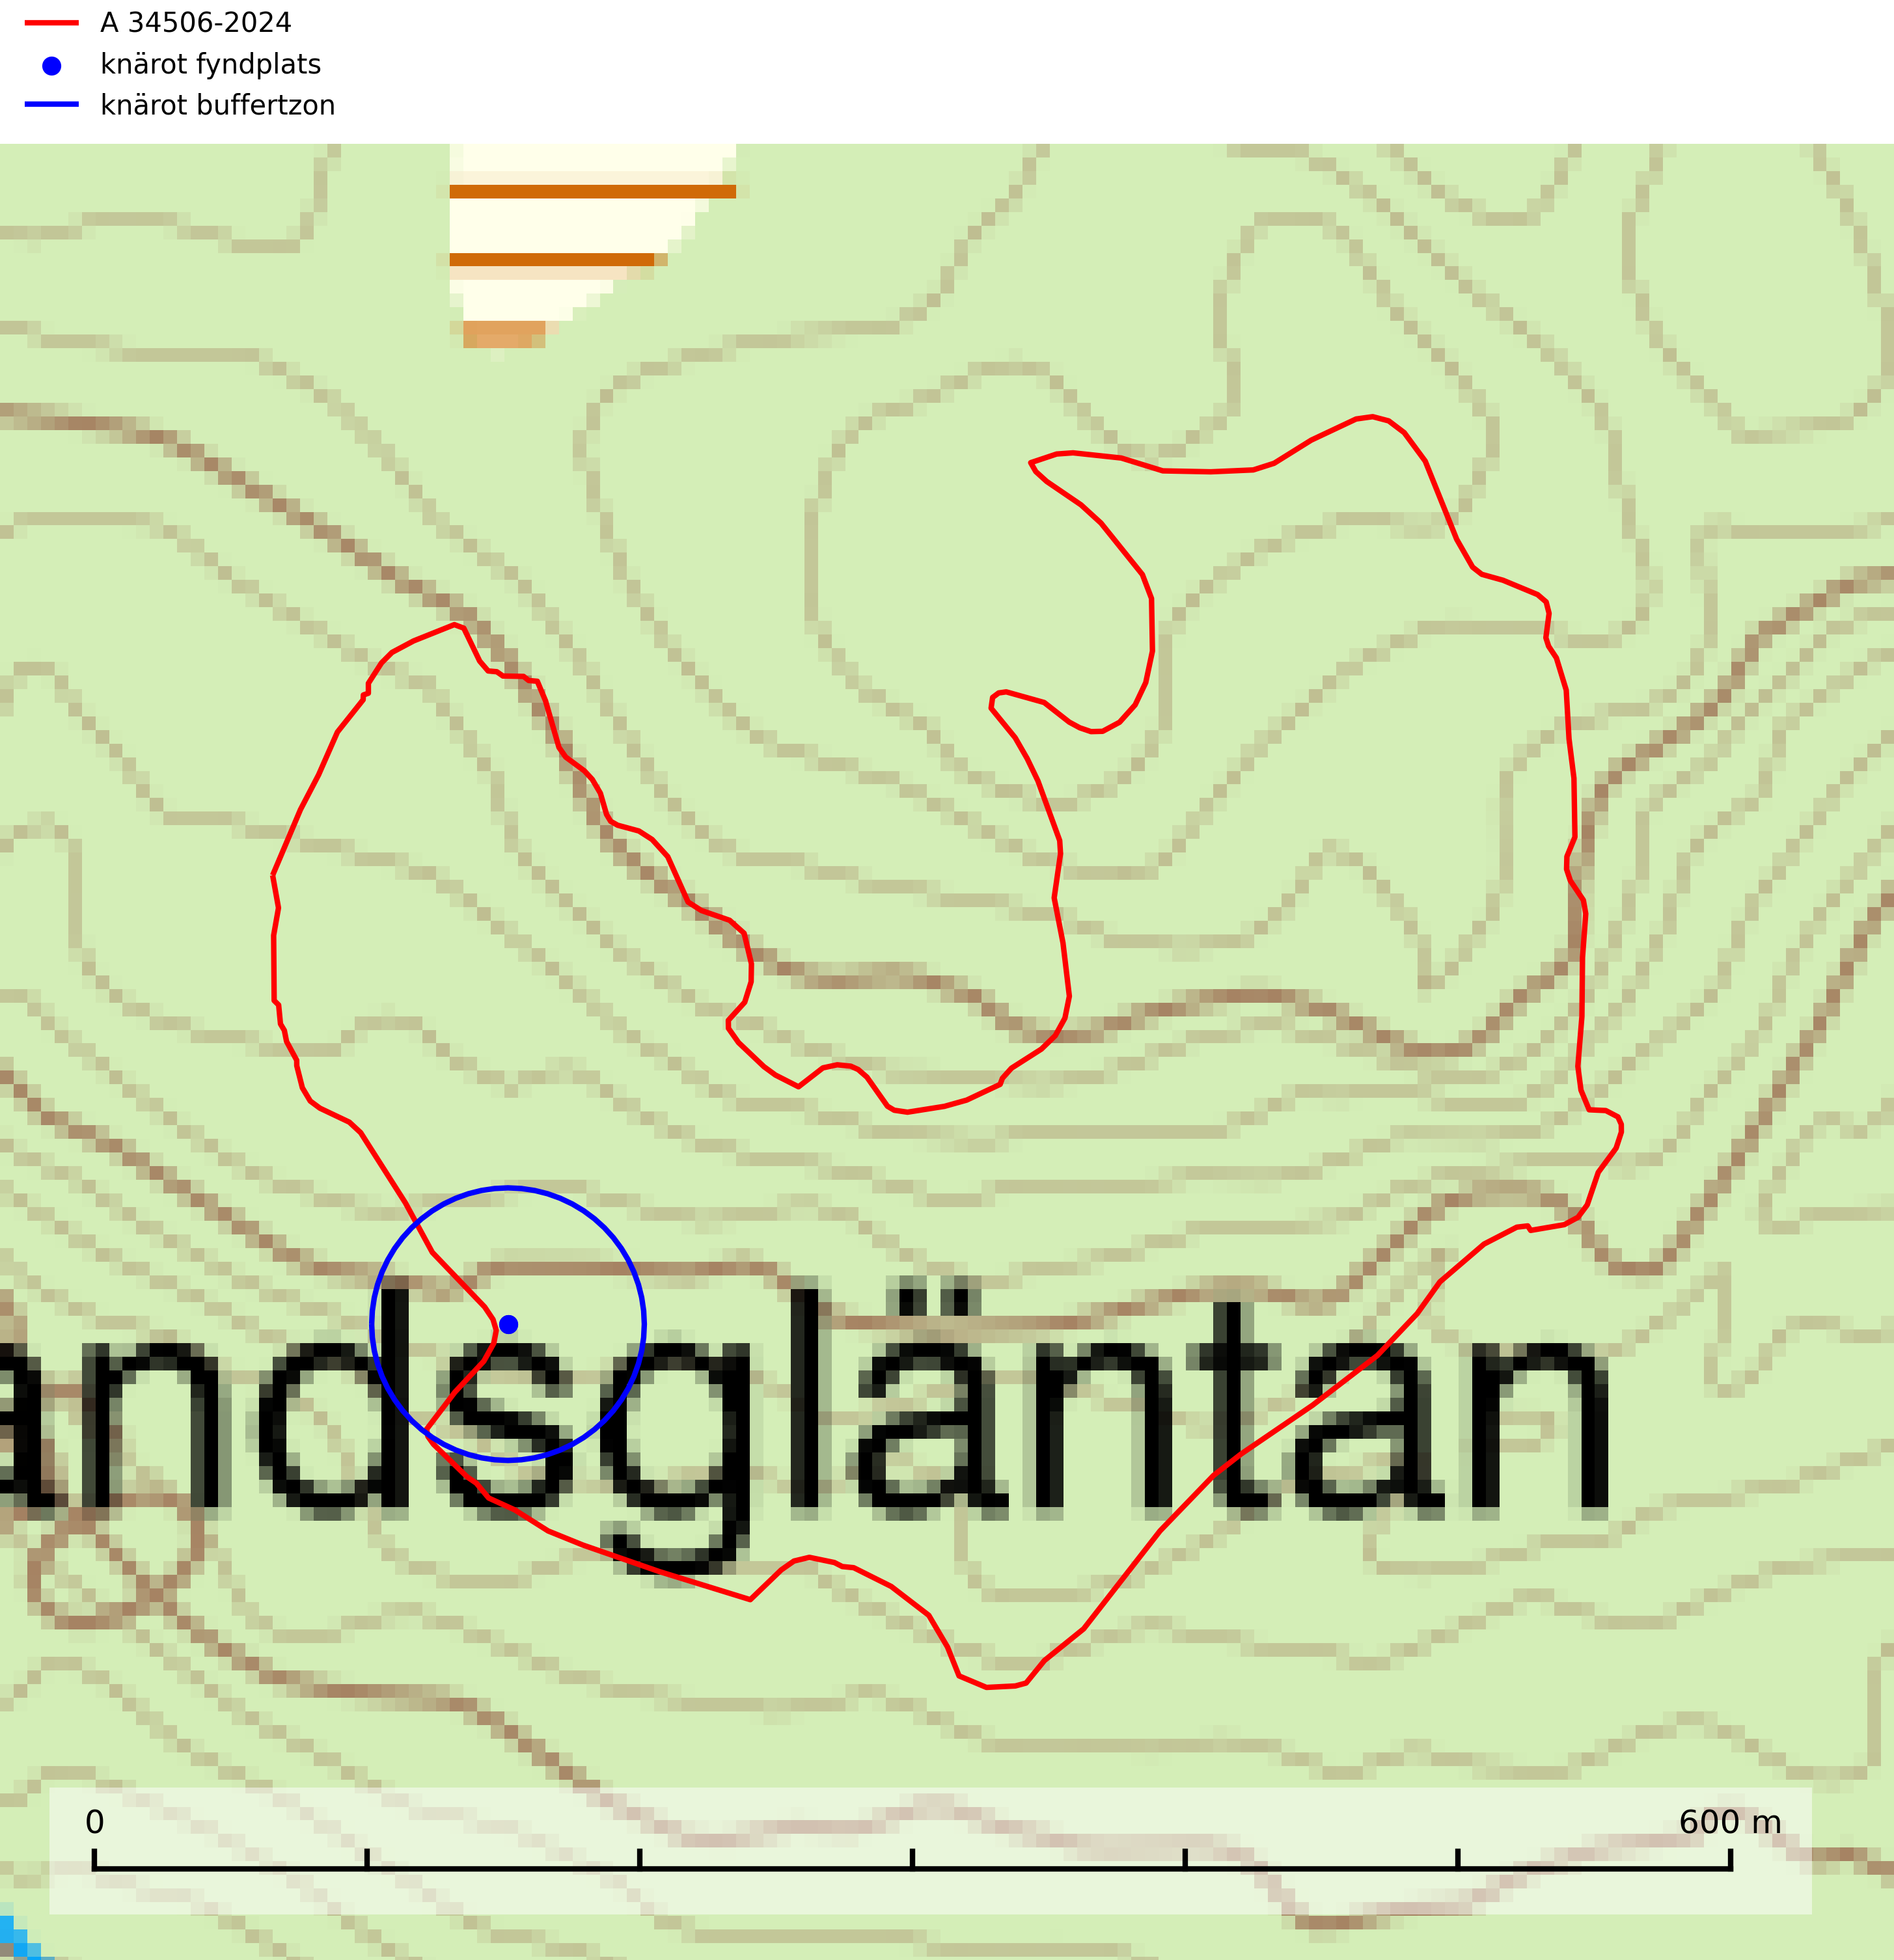 A 34506-2024
knärot fyndplats
knärot buffertzon
andsgläntan
0 600 m